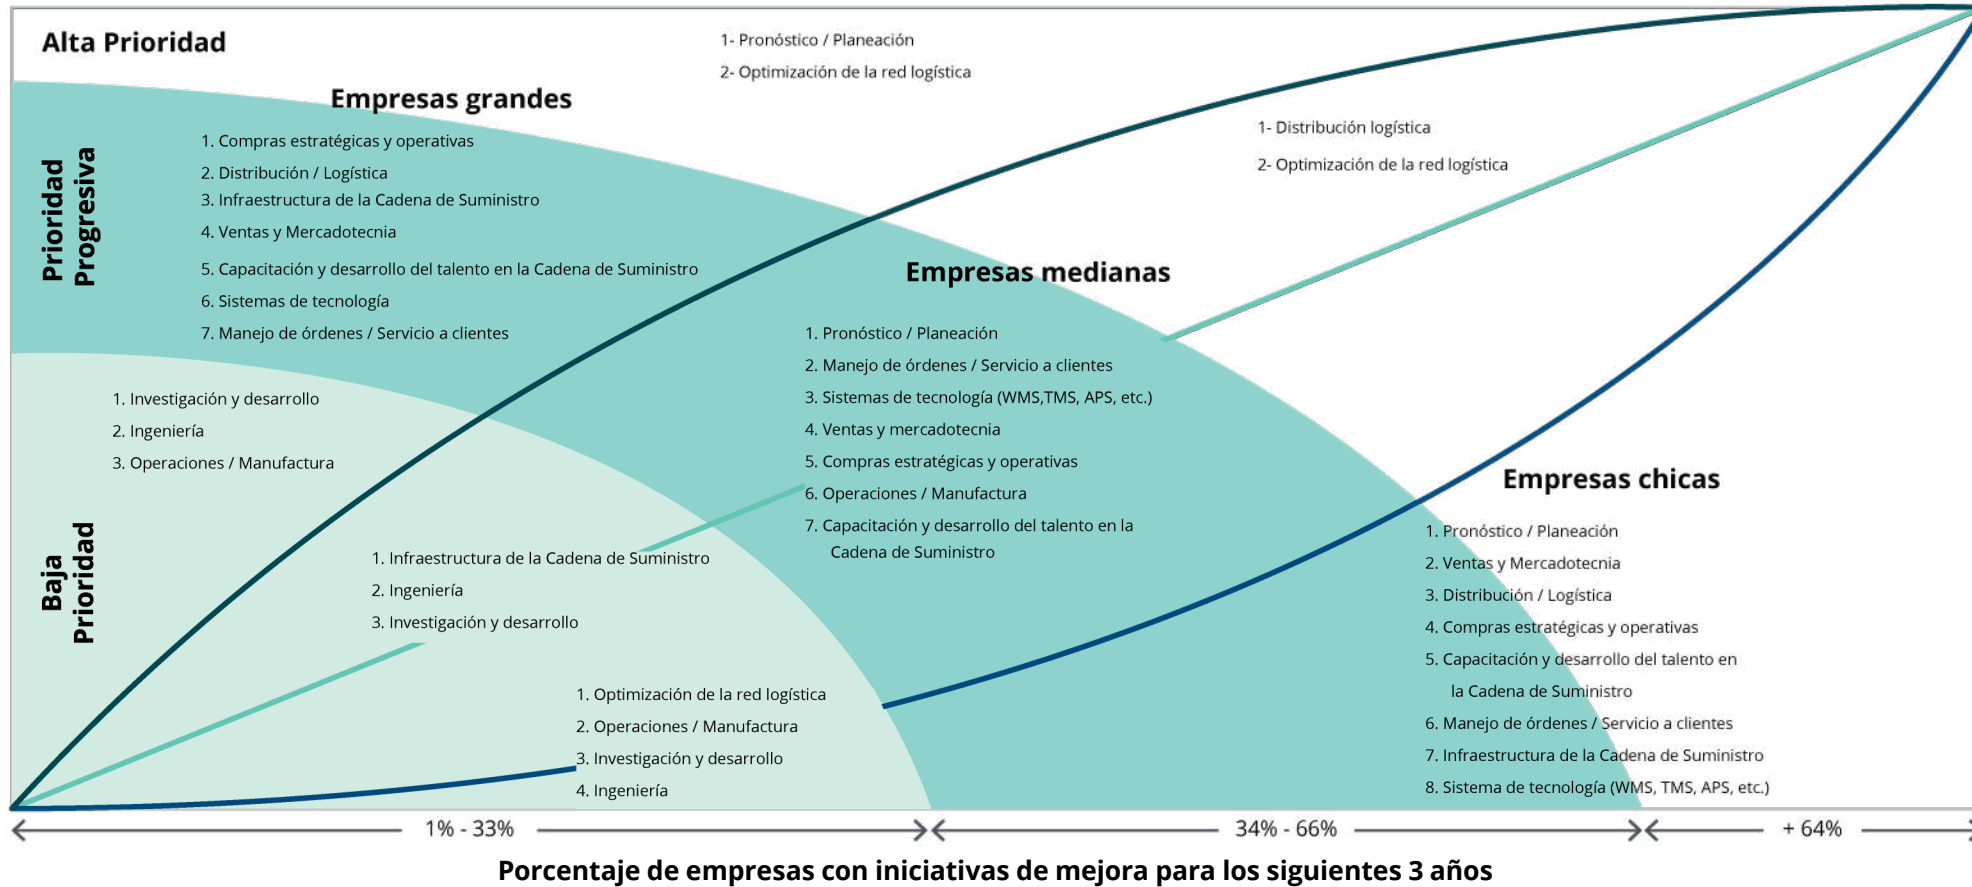 Alta Prioridad
1- Pronóstico / Planeación
2- Optimización de la red logística
Empresas grandes
1- Distribución logística
2- Optimización de la red logística
Prioridad
Progresiva
1. Compras estratégicas y operativas
2. Distribución / Logística
3. Infraestructura de la Cadena de Suministro
4. Ventas y Mercadotecnia
5. Capacitación y desarrollo del talento en la Cadena de Suministro
6. Sistemas de tecnología
7. Manejo de órdenes / Servicio a clientes
Empresas medianas
1. Pronóstico / Planeación
2. Manejo de órdenes / Servicio a clientes
3. Sistemas de tecnología (WMS,TMS, APS, etc.)
4. Ventas y mercadotecnia
5. Compras estratégicas y operativas
6. Operaciones / Manufactura
7. Capacitación y desarrollo del talento en la
Cadena de Suministro
Empresas chicas
1. Pronóstico / Planeación
2. Ventas y Mercadotecnia
3. Distribución / Logística
4. Compras estratégicas y operativas
5. Capacitación y desarrollo del talento en
la Cadena de Suministro
6. Manejo de órdenes / Servicio a clientes
7. Infraestructura de la Cadena de Suministro
8. Sistema de tecnología (WMS, TMS, APS, etc.)
Baja
Prioridad
1. Investigación y desarrollo
2. Ingeniería
3. Operaciones / Manufactura
1. Infraestructura de la Cadena de Suministro
2. Ingeniería
3. Investigación y desarrollo
1. Optimización de la red logística
2. Operaciones / Manufactura
3. Investigación y desarrollo
4. Ingeniería
1% - 33%
34% - 66%
+ 64%
Porcentaje de empresas con iniciativas de mejora para los siguientes 3 años